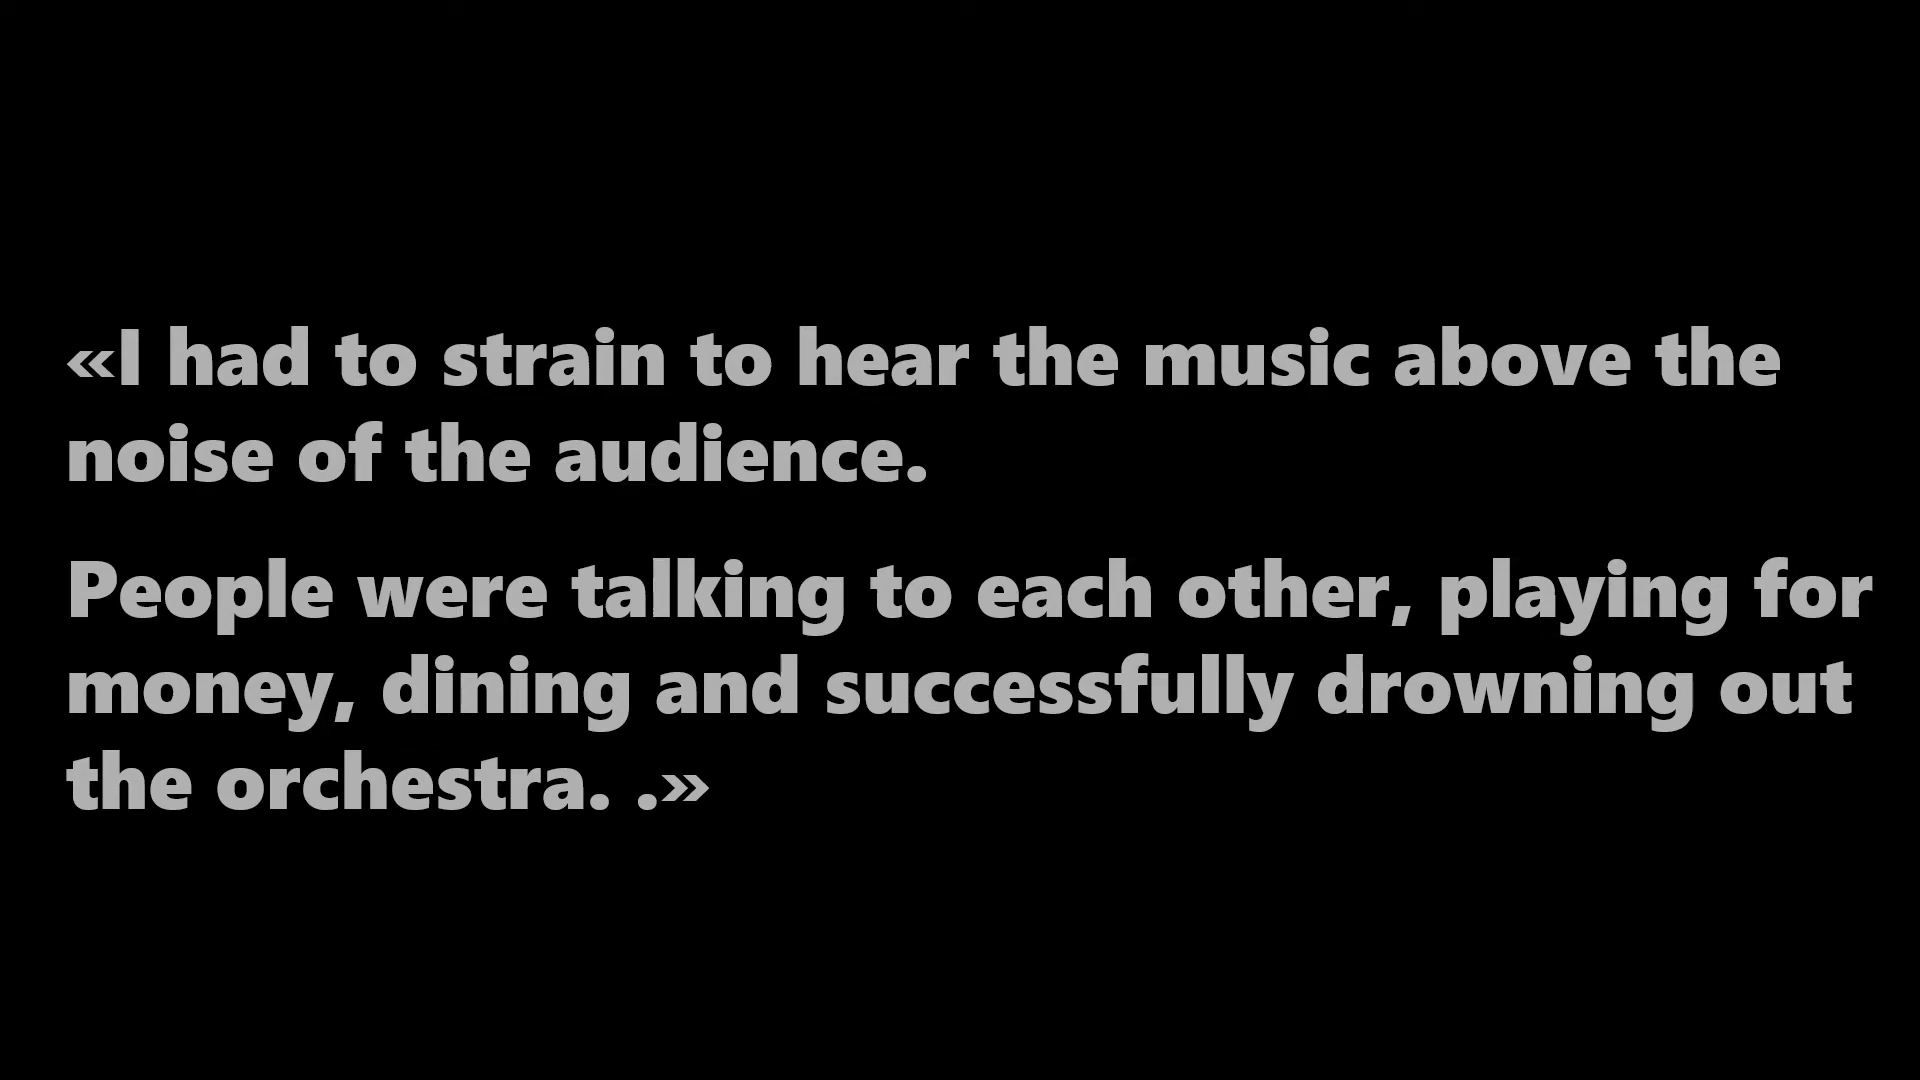 «I had to strain to hear the music above the
noise of the audience.
People were talking to each other, playing for
money, dining and successfully drowning out
the orchestra. .»